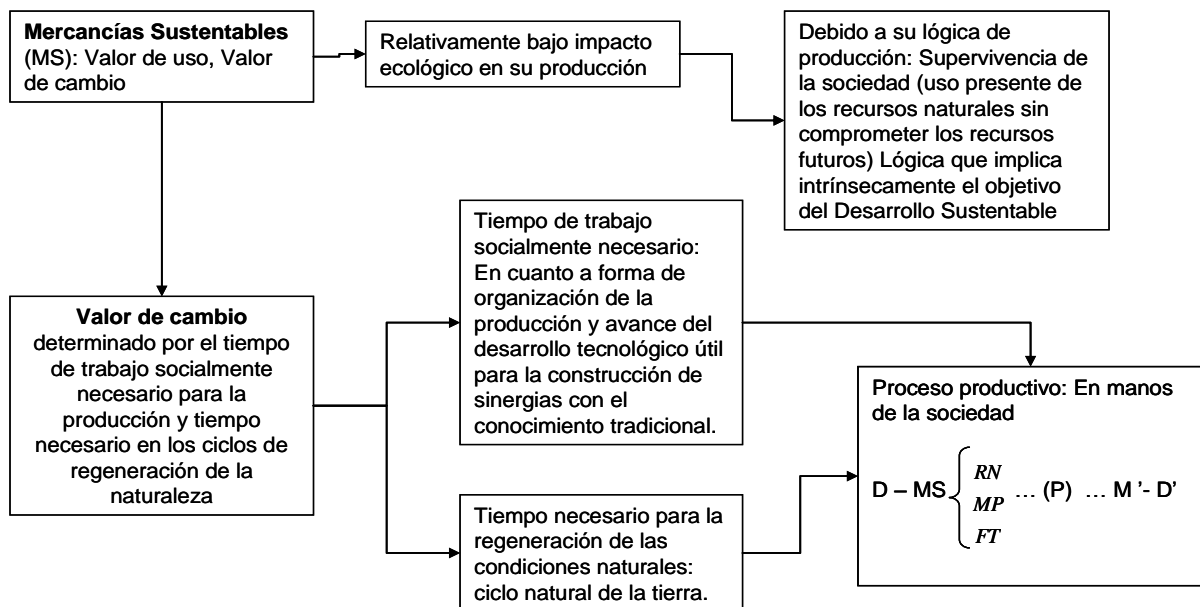 Mercancías Sustentables
(MS): Valor de uso, Valor
de cambio
Relativamente bajo impacto
ecológico en su producción
Debido a su lógica de
producción: Supervivencia de
la sociedad (uso presente de
los recursos naturales sin
comprometer los recursos
futuros) Lógica que implica
intrínsecamente el objetivo
del Desarrollo Sustentable
Valor de cambio
determinado por el tiempo
de trabajo socialmente
necesario para la
producción y tiempo
necesario en los ciclos de
regeneración de la
naturaleza
Tiempo de trabajo
socialmente necesario:
En cuanto a forma de
organización de la
producción y avance del
desarrollo tecnológico útil
para la construcción de
sinergias con el
conocimiento tradicional.
Tiempo necesario para la
regeneración de las
condiciones naturales:
ciclo natural de la tierra.
Proceso productivo: En manos
de la sociedad
RN
D – MS { MP … (P) … M '- D'
FT